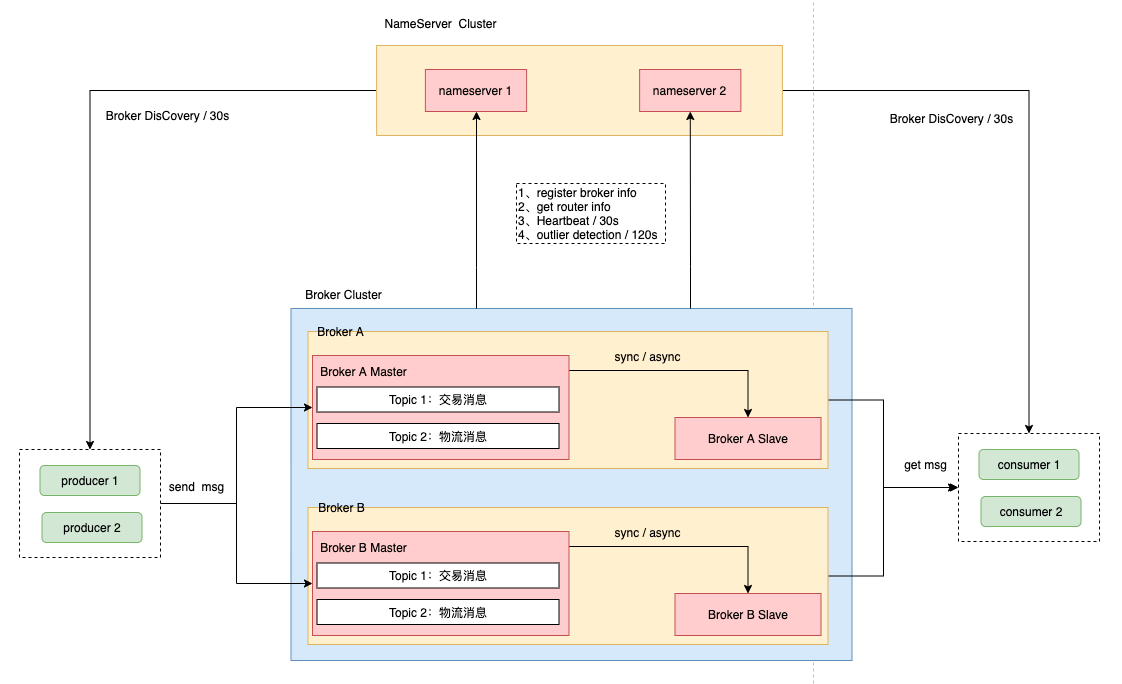 NameServer  Cluster
nameserver 1
nameserver 2
Broker DisCovery / 30s
Broker DisCovery / 30s
1、register broker info
2、get router info
3、Heartbeat / 30s
4、outlier detection / 120s
Broker Cluster
Broker A
Broker A Master
Topic 1：交易消息
Topic 2：物流消息
sync / async
Broker A Slave
Broker B
Broker B Master
Topic 1：交易消息
Topic 2：物流消息
sync / async
Broker B Slave
producer 1
producer 2
send  msg
get msg
consumer 1
consumer 2